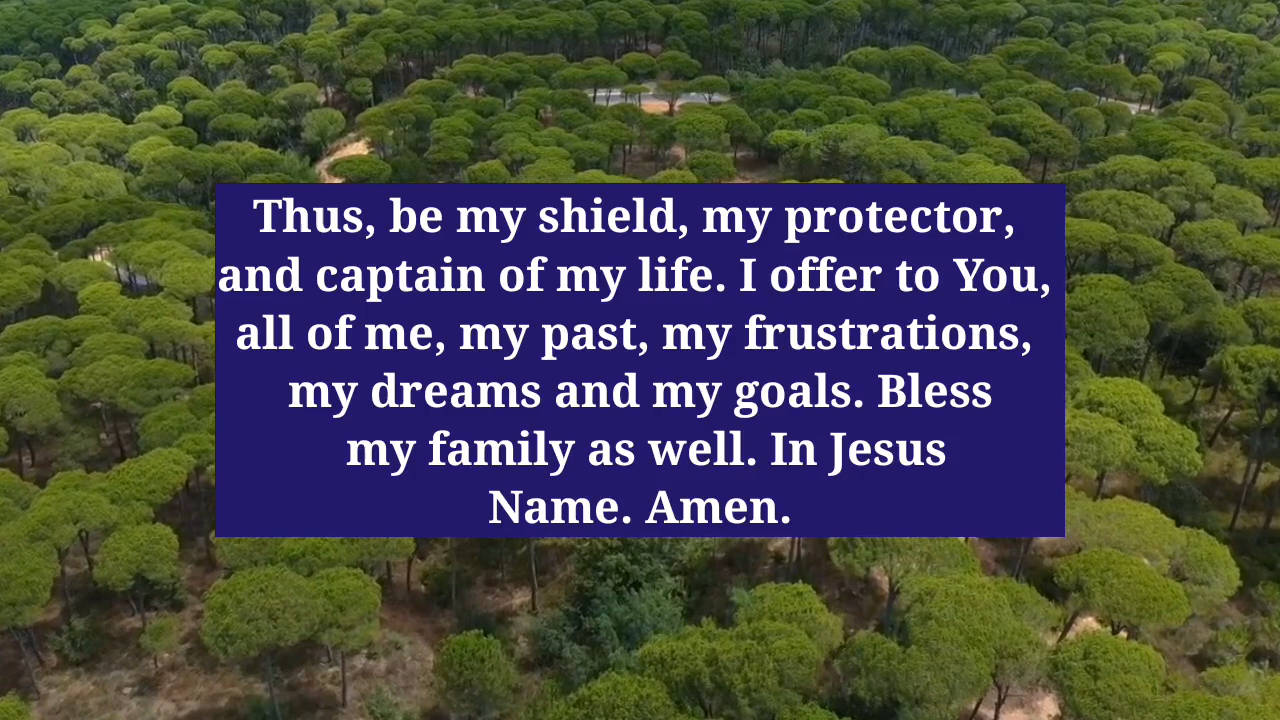 Thus, be my shield, my protector,
and captain of my life. I offer to You,
all of me, my past, my frustrations,
my dreams and my goals. Bless
my family as well. In Jesus
Name. Amen.